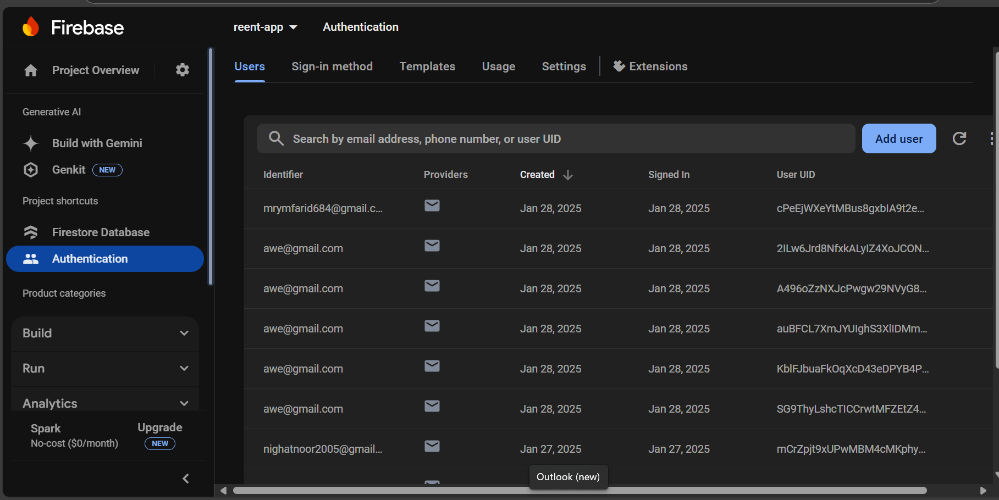 Firebase
reent-app
Authentication
Project Overview
Users
Sign-in method
Templates
Usage
Settings
Extensions
Generative AI
Build with Gemini
Genkit NEW
Project shortcuts
Firestore Database
Authentication
Product categories
Build
Run
Analytics
Spark
No-cost ($0/month)
Upgrade
NEW
Search by email address, phone number, or user UID
Add user
Identifier Providers Created Signed In User UID
mrymfarid684@gmail.c... Jan 28, 2025 Jan 28, 2025 cPeEjWXeYtMBus8gxbIA9t2e...
awe@gmail.com Jan 28, 2025 Jan 28, 2025 2ILw6Jrd8NfxkALyIZ4XoJCON...
awe@gmail.com Jan 28, 2025 Jan 28, 2025 A496oZzNXJcPwgw29NVyG8...
awe@gmail.com Jan 28, 2025 Jan 28, 2025 auBFCL7XmJYUIghS3XlIDMm...
awe@gmail.com Jan 28, 2025 Jan 28, 2025 KblFJbuaFkOqXcD43eDPYB4P...
awe@gmail.com Jan 28, 2025 Jan 28, 2025 SG9ThyLshcTICCrwtMFZEtZ4...
nighatnoor2005@gmail... Jan 27, 2025 Jan 27, 2025 mCrZpjt9xUPwMBM4cMKphy...
Outlook (new)